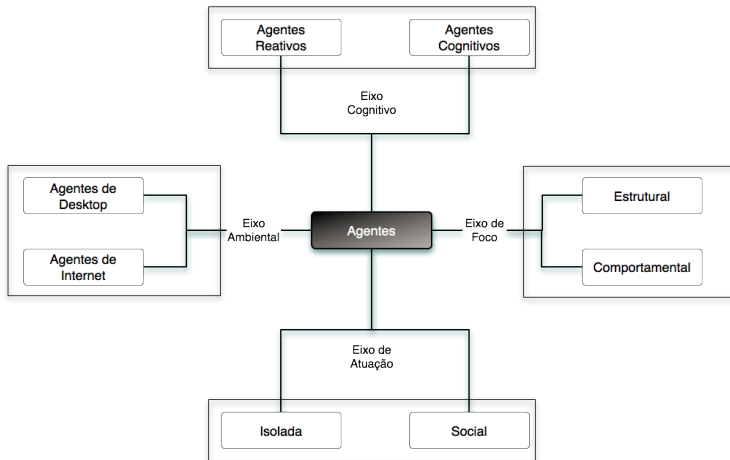 Agentes
Reativos
Agentes
Cognitivos
Eixo
Cognitivo
Agentes de
Desktop
Agentes de
Internet
Eixo
Ambiental
Agentes
Eixo de
Foco
Estrutural
Comportamental
Eixo de
Atuação
Isolada
Social